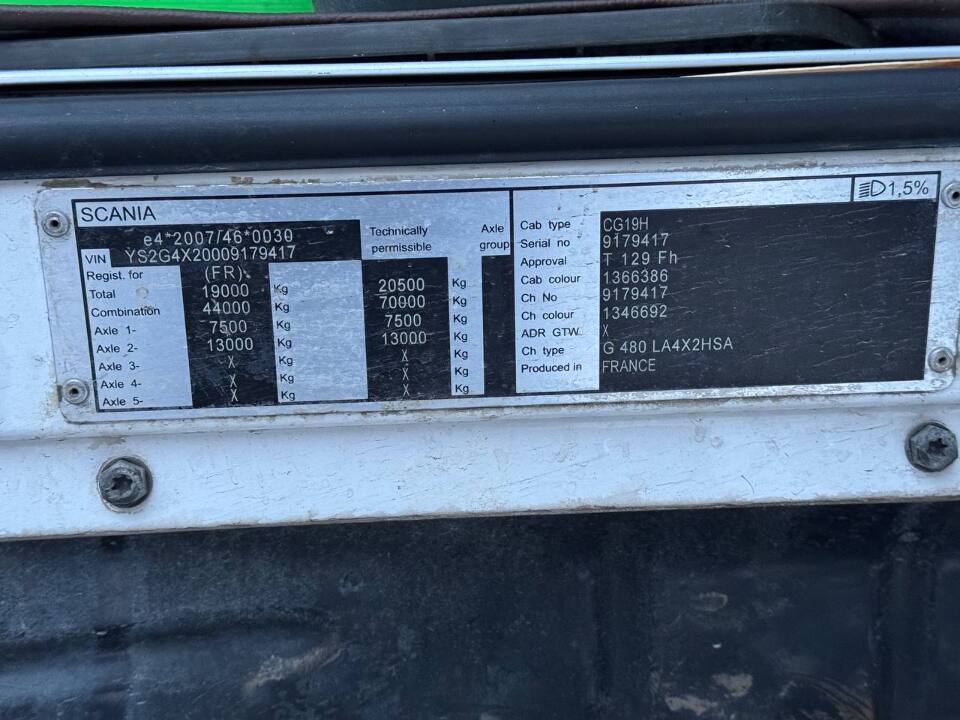 SCANIA
e4*2007/46*0030
VIN YS2G4X20009179417
Technically permissible
Axle group
Regist. for (FR)
Total 19000 Kg 20500 Kg
Combination 44000 Kg 70000 Kg
Axle 1- 7500 Kg 7500 Kg
Axle 2- 13000 Kg 13000 Kg
Axle 3- X Kg X Kg
Axle 4- X Kg X Kg
Axle 5- X Kg X Kg
1,5%
Cab type CG19H
Serial no 9179417
Approval T 129 Fh
Cab colour 1366386
Ch No 9179417
Ch colour 1346692
ADR GTW X
Ch type G 480 LA4X2HSA
Produced in FRANCE